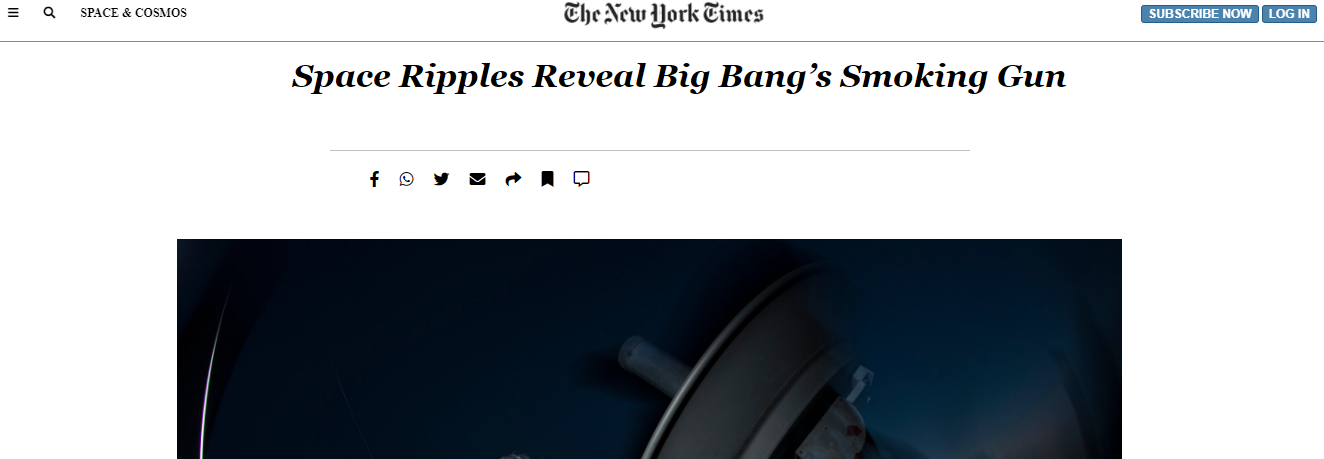 SPACE & COSMOS
The New York Times
SUBSCRIBE NOW
LOG IN
Space Ripples Reveal Big Bang’s Smoking Gun